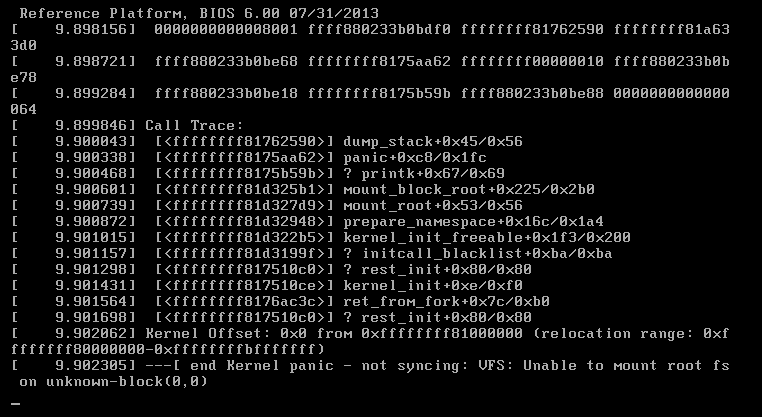 Reference Platform, BIOS 6.00 07/31/2013
[    9.898156]  0000000000008001 ffff880233b0bdf0 ffffffff81762590 ffffffff81a63
3d0
[    9.898721]  ffff880233b0be68 ffffffff8175aa62 ffffffff00000010 ffff880233b0b
e78
[    9.899284]  ffff880233b0be18 ffffffff8175b59b ffff880233b0be88 0000000000000
064
[    9.899846] Call Trace:
[    9.900043]  [<ffffffff81762590>] dump_stack+0x45/0x56
[    9.900338]  [<ffffffff8175aa62>] panic+0xc8/0x1fc
[    9.900468]  [<ffffffff8175b59b>] ? printk+0x67/0x69
[    9.900601]  [<ffffffff81d325b1>] mount_block_root+0x225/0x2b0
[    9.900739]  [<ffffffff81d327d9>] mount_root+0x53/0x56
[    9.900872]  [<ffffffff81d32948>] prepare_namespace+0x16c/0x1a4
[    9.901015]  [<ffffffff81d322b5>] kernel_init_freeable+0x1f3/0x200
[    9.901157]  [<ffffffff81d3199f>] ? initcall_blacklist+0xba/0xba
[    9.901298]  [<ffffffff817510c0>] ? rest_init+0x80/0x80
[    9.901431]  [<ffffffff817510ce>] kernel_init+0xe/0xf0
[    9.901564]  [<ffffffff8176ac3c>] ret_from_fork+0x7c/0xb0
[    9.901698]  [<ffffffff817510c0>] ? rest_init+0x80/0x80
[    9.902062] Kernel Offset: 0x0 from 0xffffffff81000000 (relocation range: 0xf
fffffff80000000-0xffffffffbfffffff)
[    9.902305] ---[ end Kernel panic - not syncing: VFS: Unable to mount root fs
 on unknown-block(0,0)